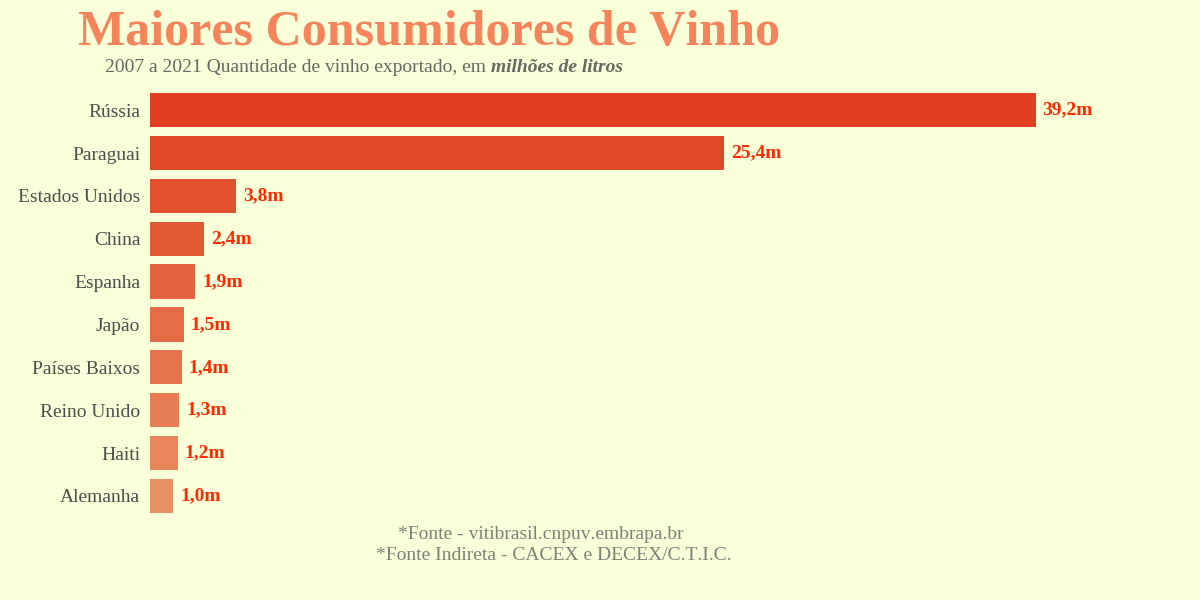 Maiores Consumidores de Vinho
2007 a 2021 Quantidade de vinho exportado, em milhões de litros
Rússia 39,2m
Paraguai 25,4m
Estados Unidos 3,8m
China 2,4m
Espanha 1,9m
Japão 1,5m
Países Baixos 1,4m
Reino Unido 1,3m
Haiti 1,2m
Alemanha 1,0m
*Fonte - vitibrasil.cnpuv.embrapa.br
*Fonte Indireta - CACEX e DECEX/C.T.I.C.